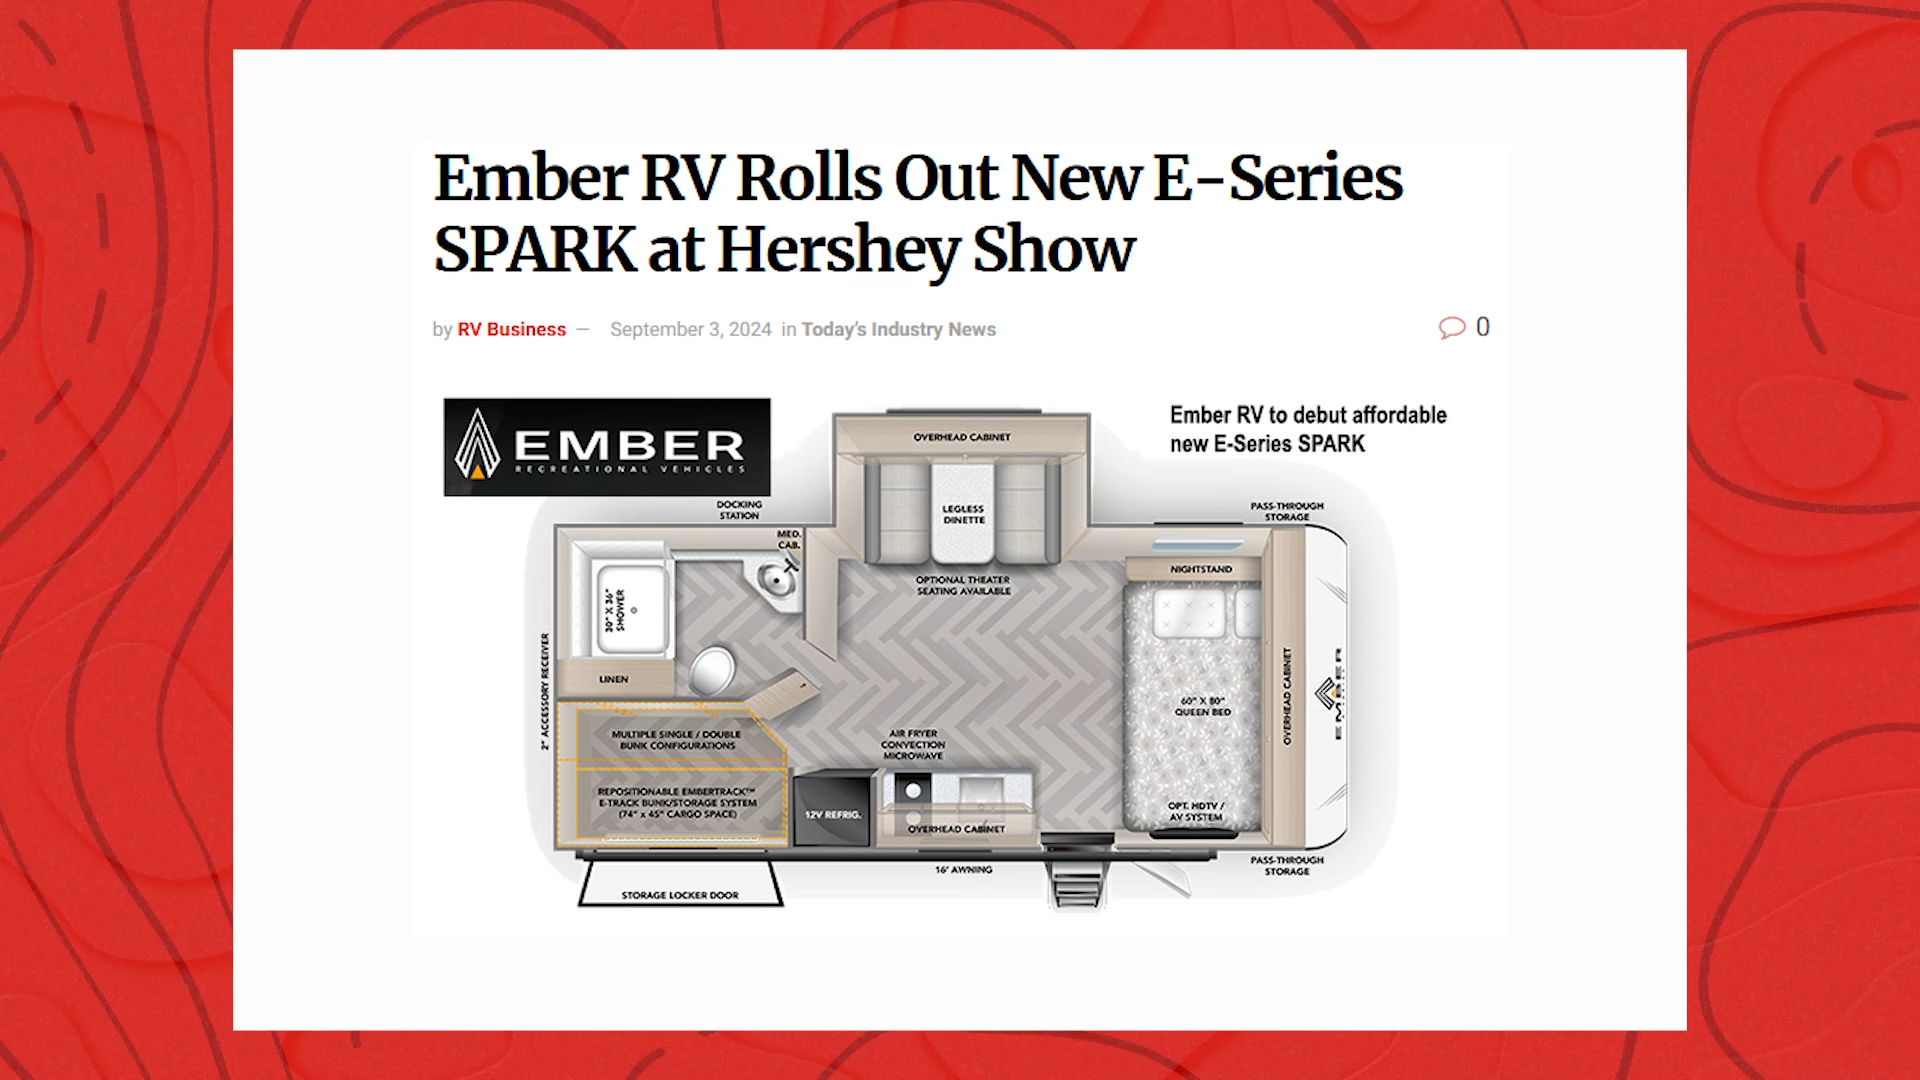 Ember RV Rolls Out New E-Series
SPARK at Hershey Show
by RV Business — September 3, 2024 in Today's Industry News
0
EMBER
RECREATIONAL VEHICLES
Ember RV to debut affordable
new E-Series SPARK
OVERHEAD CABINET
DOCKING
STATION
MED.
CAB.
LEGLESS
DINETTE
PASS-THROUGH
STORAGE
NIGHTSTAND
OPTIONAL THEATER
SEATING AVAILABLE
30" X 36"
SHOWER
2" ACCESSORY RECEIVER
LINEN
60" X 80"
QUEEN BED
OVERHEAD CABINET
EMBER
MULTIPLE SINGLE / DOUBLE
BUNK CONFIGURATIONS
AIR FRYER
CONVECTION
MICROWAVE
REPOSITIONABLE EMBERTRACK™
E-TRACK BUNK/STORAGE SYSTEM
(74" x 45" CARGO SPACE)
12V REFRIG.
OVERHEAD CABINET
OPT. HDTV /
AV SYSTEM
16' AWNING
PASS-THROUGH
STORAGE
STORAGE LOCKER DOOR